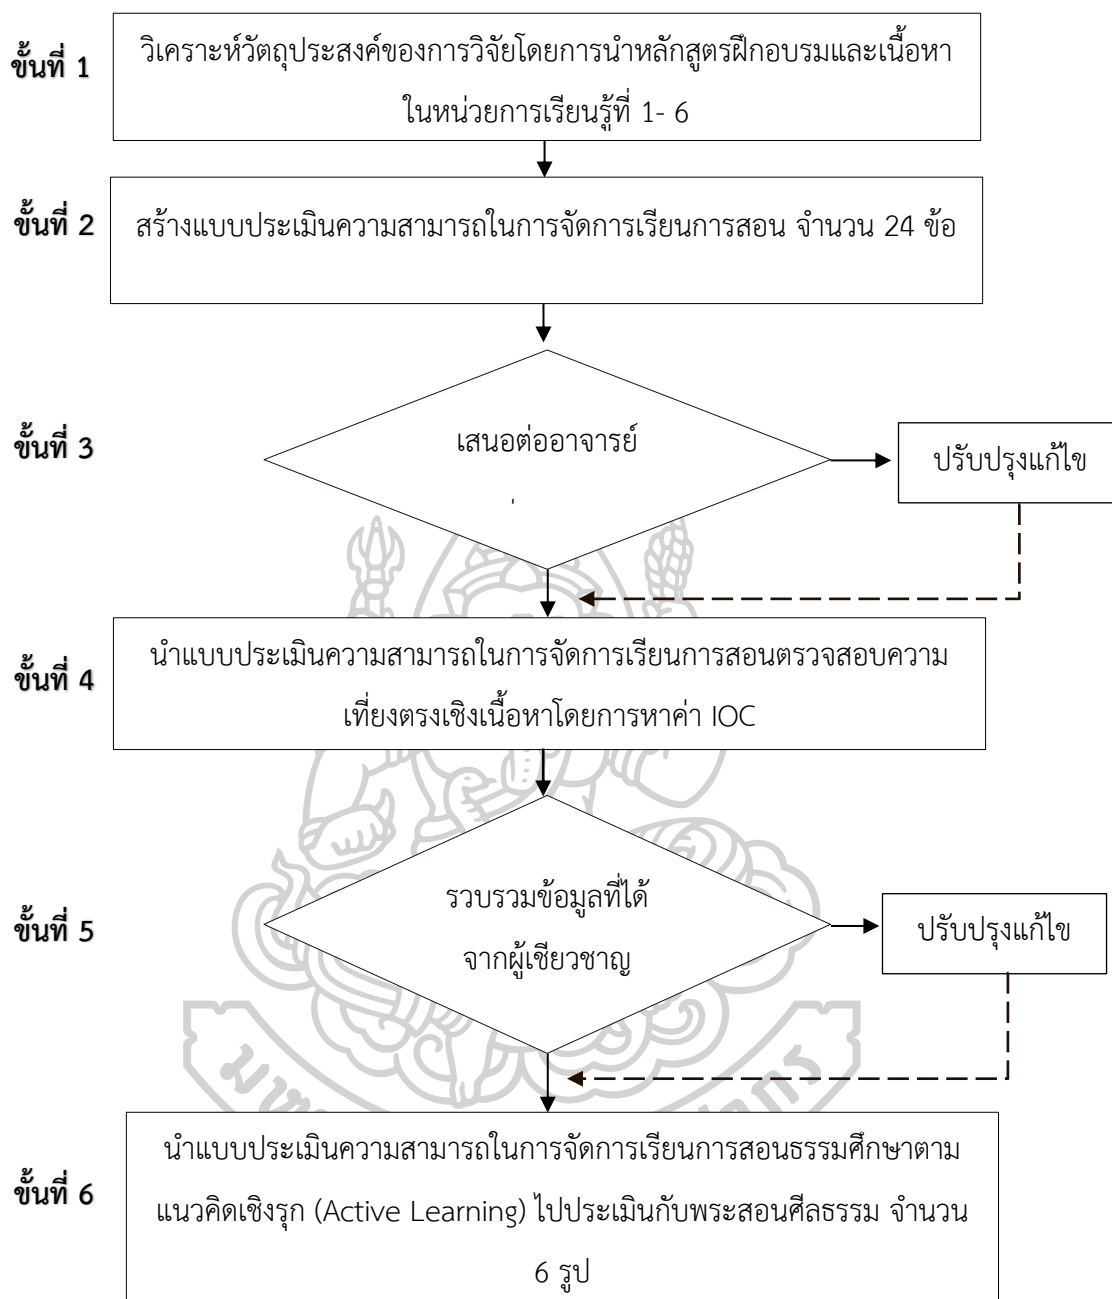 ขั้นที่ 1
วิเคราะห์วัตถุประสงค์ของการวิจัยโดยการนำหลักสูตรฝึกอบรมและเนื้อหา
ในหน่วยการเรียนรู้ที่ 1- 6
ขั้นที่ 2
สร้างแบบประเมินความสามารถในการจัดการเรียนการสอน จำนวน 24 ข้อ
ขั้นที่ 3
เสนอต่ออาจารย์
ปรับปรุงแก้ไข
ขั้นที่ 4
นำแบบประเมินความสามารถในการจัดการเรียนการสอนตรวจสอบความ
เที่ยงตรงเชิงเนื้อหาโดยการหาค่า IOC
ขั้นที่ 5
รวบรวมข้อมูลที่ได้
จากผู้เชียวชาญ
ปรับปรุงแก้ไข
ขั้นที่ 6
นำแบบประเมินความสามารถในการจัดการเรียนการสอนธรรมศึกษาตาม
แนวคิดเชิงรุก (Active Learning) ไปประเมินกับพระสอนศีลธรรม จำนวน
6 รูป